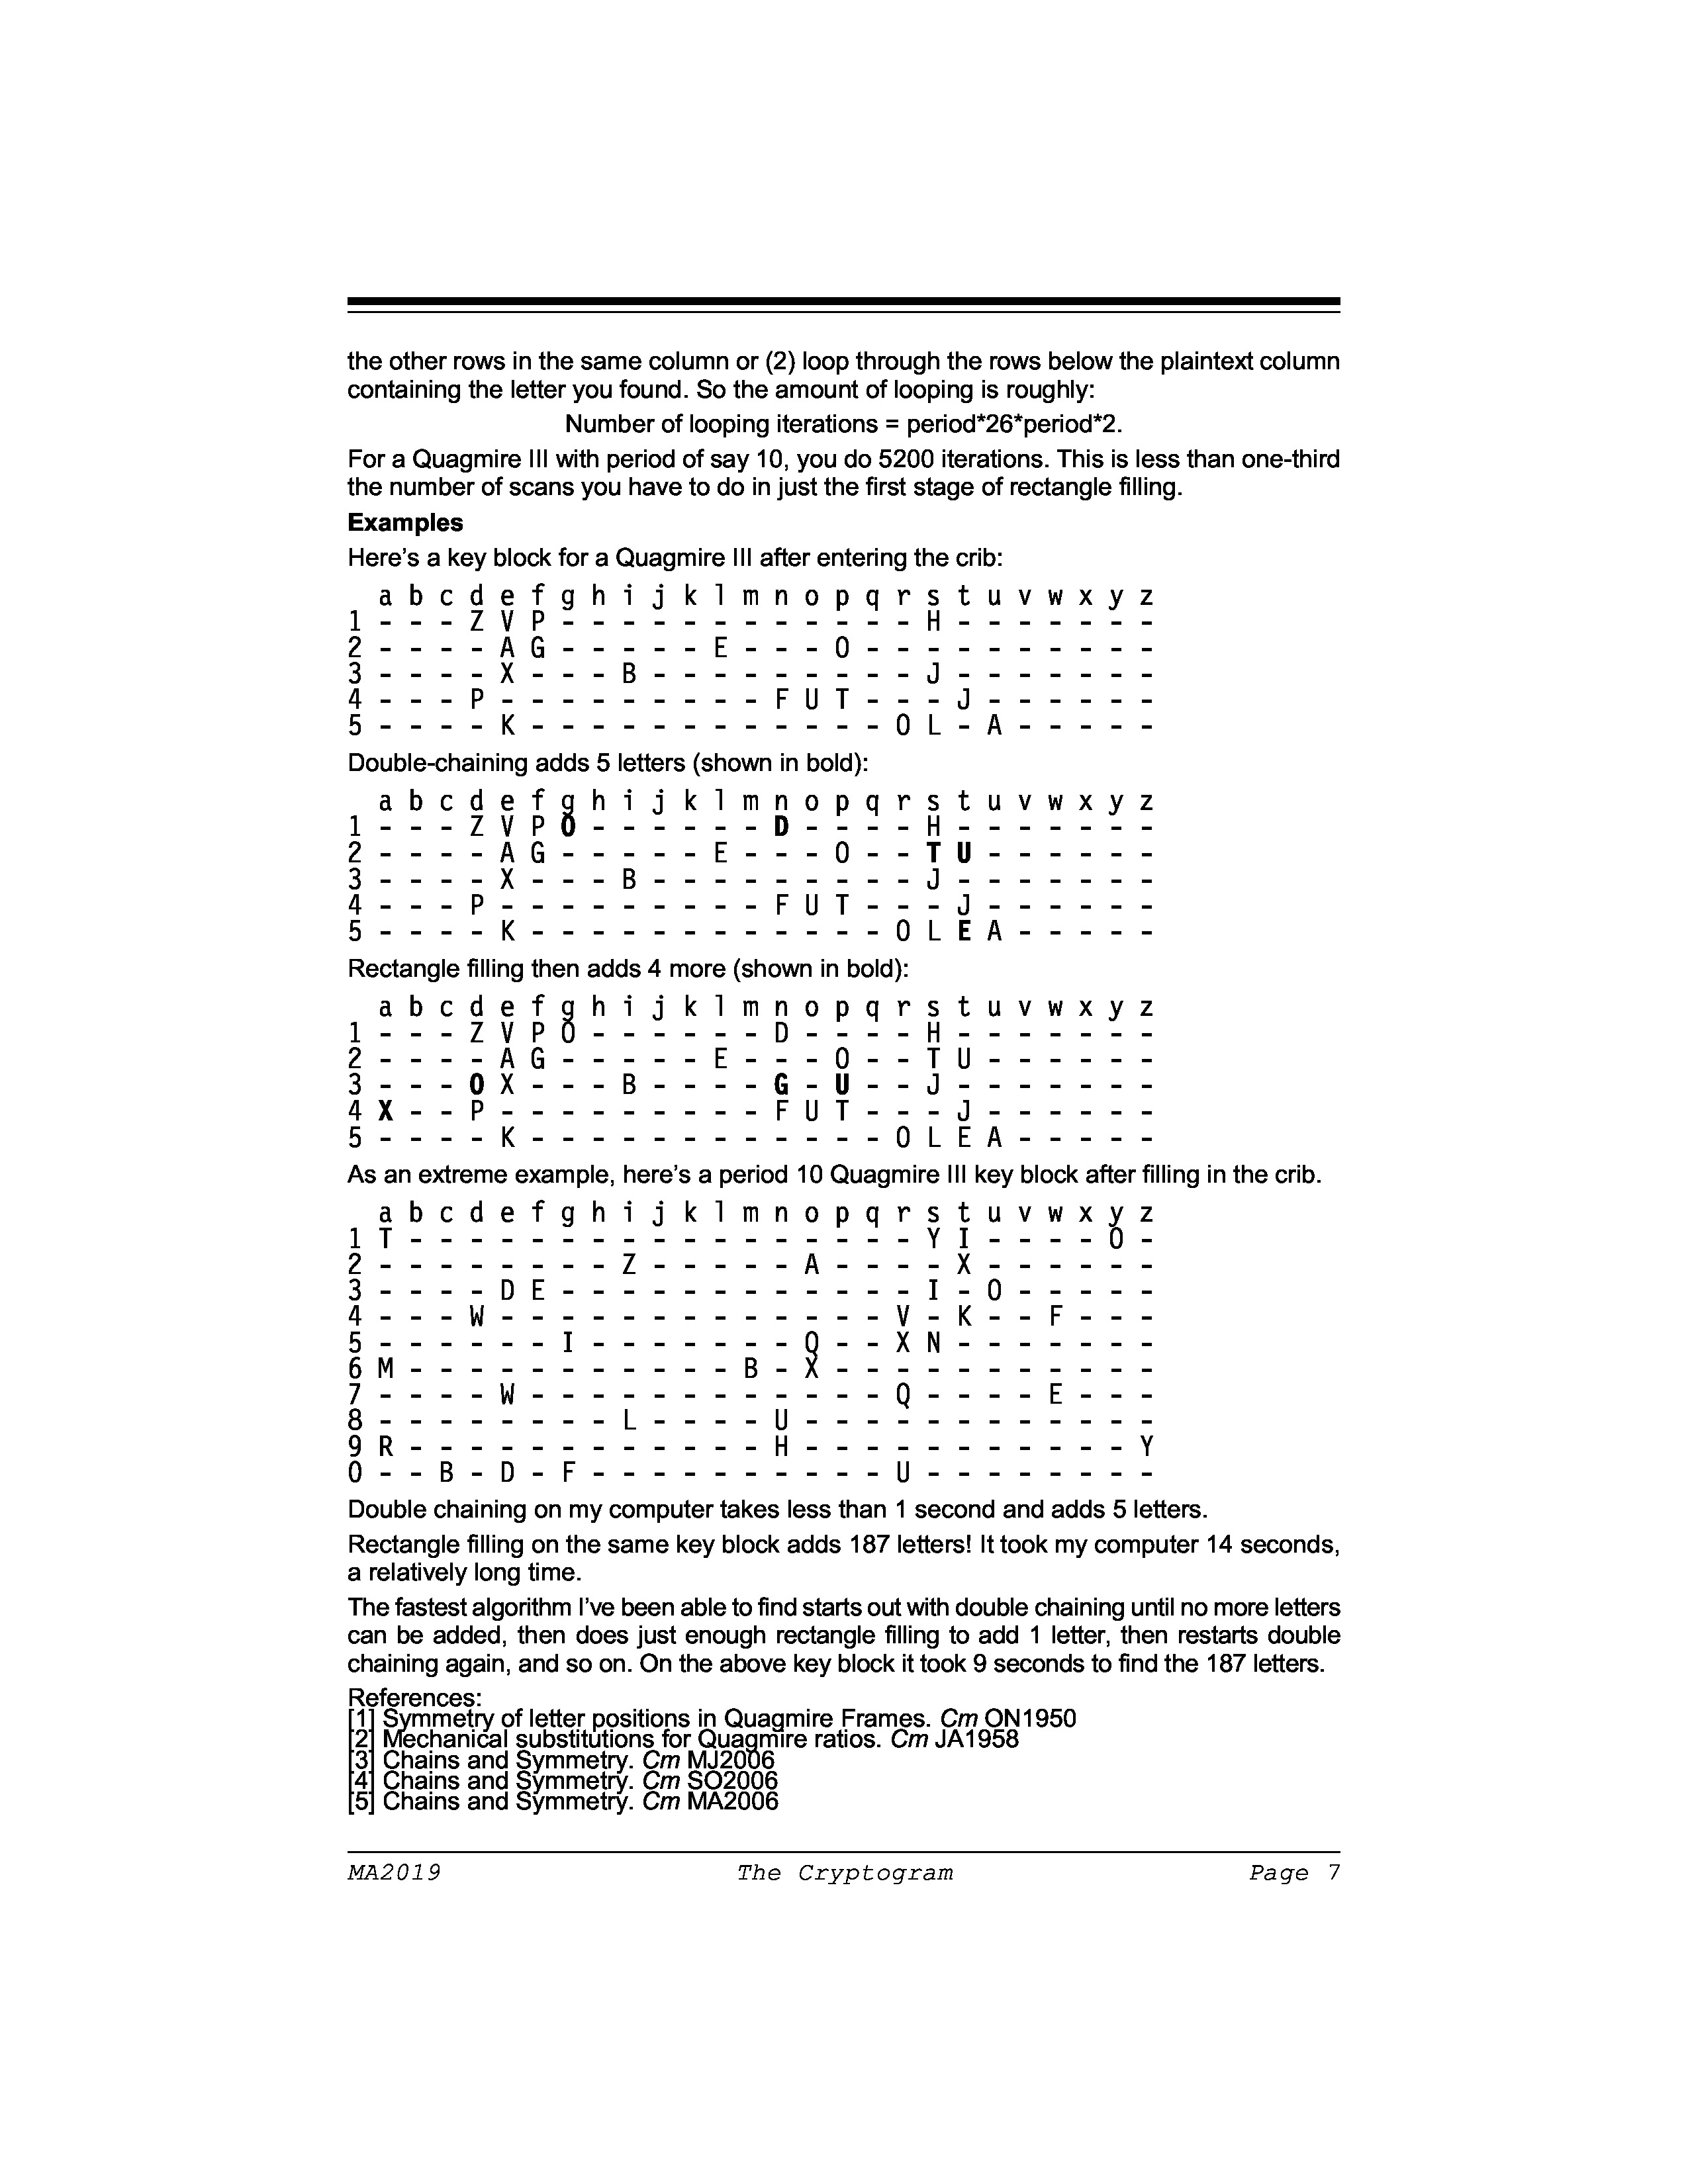 the other rows in the same column or (2) loop through the rows below the plaintext column
containing the letter you found. So the amount of looping is roughly:
Number of looping iterations = period*26*period*2.
For a Quagmire III with period of say 10, you do 5200 iterations. This is less than one-third
the number of scans you have to do in just the first stage of rectangle filling.
Examples
Here's a key block for a Quagmire III after entering the crib:
a b c d e f g h i j k l m n o p q r s t u v w x y z
1 - - - Z V P - - - - - - - - - - - - H - - - - - - -
2 - - - - A G - - - - - E - - - O - - - - - - - - - -
3 - - - - X - - - B - - - - - - - - - J - - - - - - -
4 - - - P - - - - - - - - - F U T - - - J - - - - - -
5 - - - - K - - - - - - - - - - - - O L - A - - - - -
Double-chaining adds 5 letters (shown in bold):
a b c d e f g h i j k l m n o p q r s t u v w x y z
1 - - - Z V P O - - - - - - D - - - - H - - - - - - -
2 - - - - A G - - - - - E - - - O - - T U - - - - - -
3 - - - - X - - - B - - - - - - - - - J - - - - - - -
4 - - - P - - - - - - - - - F U T - - - J - - - - - -
5 - - - - K - - - - - - - - - - - - O L E A - - - - -
Rectangle filling then adds 4 more (shown in bold):
a b c d e f g h i j k l m n o p q r s t u v w x y z
1 - - - Z V P O - - - - - - D - - - - H - - - - - - -
2 - - - - A G - - - - - E - - - O - - T U - - - - - -
3 - - - O X - - - B - - - - G - U - - J - - - - - - -
4 X - - P - - - - - - - - - F U T - - - J - - - - - -
5 - - - - K - - - - - - - - - - - - O L E A - - - - -
As an extreme example, here's a period 10 Quagmire III key block after filling in the crib.
a b c d e f g h i j k l m n o p q r s t u v w x y z
1 T - - - - - - - - - - - - - - - - - Y I - - - - O -
2 - - - - - - - - Z - - - - - A - - - - X - - - - - -
3 - - - - D E - - - - - - - - - - - - I - O - - - - -
4 - - - W - - - - - - - - - - - - - V - K - - F - - -
5 - - - - - - I - - - - - - - Q - - X N - - - - - - -
6 M - - - - - - - - - - - B - X - - - - - - - - - - -
7 - - - - W - - - - - - - - - - - - Q - - - - E - - -
8 - - - - - - - - L - - - - U - - - - - - - - - - - -
9 R - - - - - - - - - - - - H - - - - - - - - - - - Y
0 - - B - D - F - - - - - - - - - - U - - - - - - - -
Double chaining on my computer takes less than 1 second and adds 5 letters.
Rectangle filling on the same key block adds 187 letters! It took my computer 14 seconds,
a relatively long time.
The fastest algorithm I've been able to find starts out with double chaining until no more letters
can be added, then does just enough rectangle filling to add 1 letter, then restarts double
chaining again, and so on. On the above key block it took 9 seconds to find the 187 letters.
References:
[1] Symmetry of letter positions in Quagmire Frames. Cm ON1950
[2] Mechanical substitutions for Quagmire ratios. Cm JA1958
[3] Chains and Symmetry. Cm MJ2006
[4] Chains and Symmetry. Cm SO2006
[5] Chains and Symmetry. Cm MA2006
MA2019 The Cryptogram Page 7